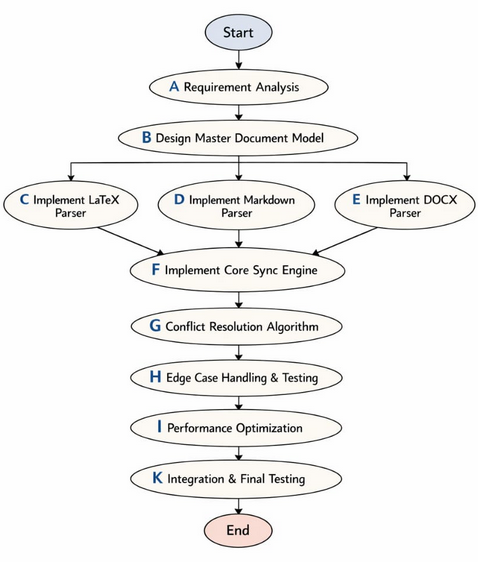 Start
A Requirement Analysis
B Design Master Document Model
C Implement LaTeX
Parser
D Implement Markdown
Parser
E Implement DOCX
Parser
F Implement Core Sync Engine
G Conflict Resolution Algorithm
H Edge Case Handling & Testing
I Performance Optimization
K Integration & Final Testing
End